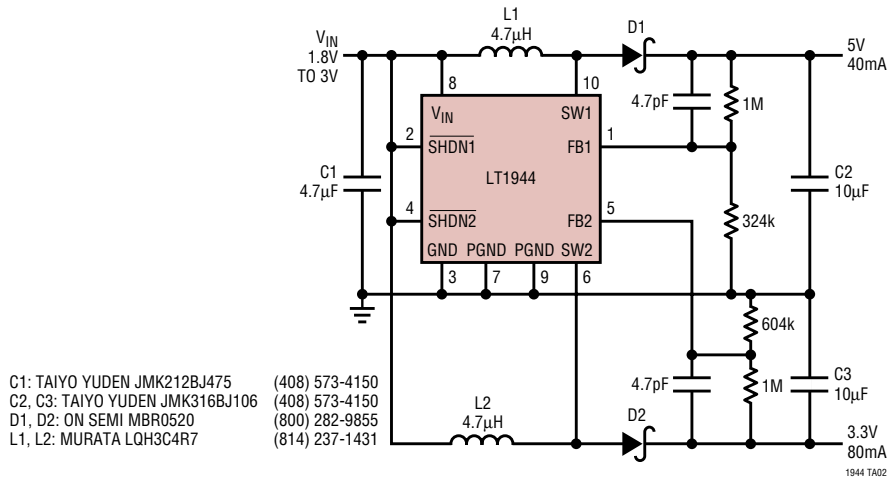 V_IN
1.8V
TO 3V
L1
4.7µH
D1
5V
40mA
8
10
4.7pF
1M
V_IN
SW1
2
SHDN1
FB1
1
C1
4.7µF
LT1944
C2
10µF
4
SHDN2
FB2
5
324k
GND PGND PGND SW2
3
7
9
6
604k
4.7pF
1M
C3
10µF
L2
4.7µH
D2
3.3V
80mA
C1: TAIYO YUDEN JMK212BJ475 (408) 573-4150
C2, C3: TAIYO YUDEN JMK316BJ106 (408) 573-4150
D1, D2: ON SEMI MBR0520 (800) 282-9855
L1, L2: MURATA LQH3C4R7 (814) 237-1431
1944 TA02